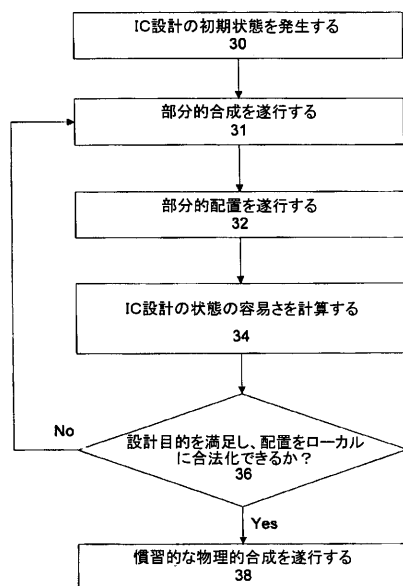 IC設計の初期状態を発生する
30
部分的合成を遂行する
31
部分的配置を遂行する
32
IC設計の状態の容易さを計算する
34
No
設計目的を満足し、配置をローカル
に合法化できるか？
36
Yes
慣習的な物理的合成を遂行する
38